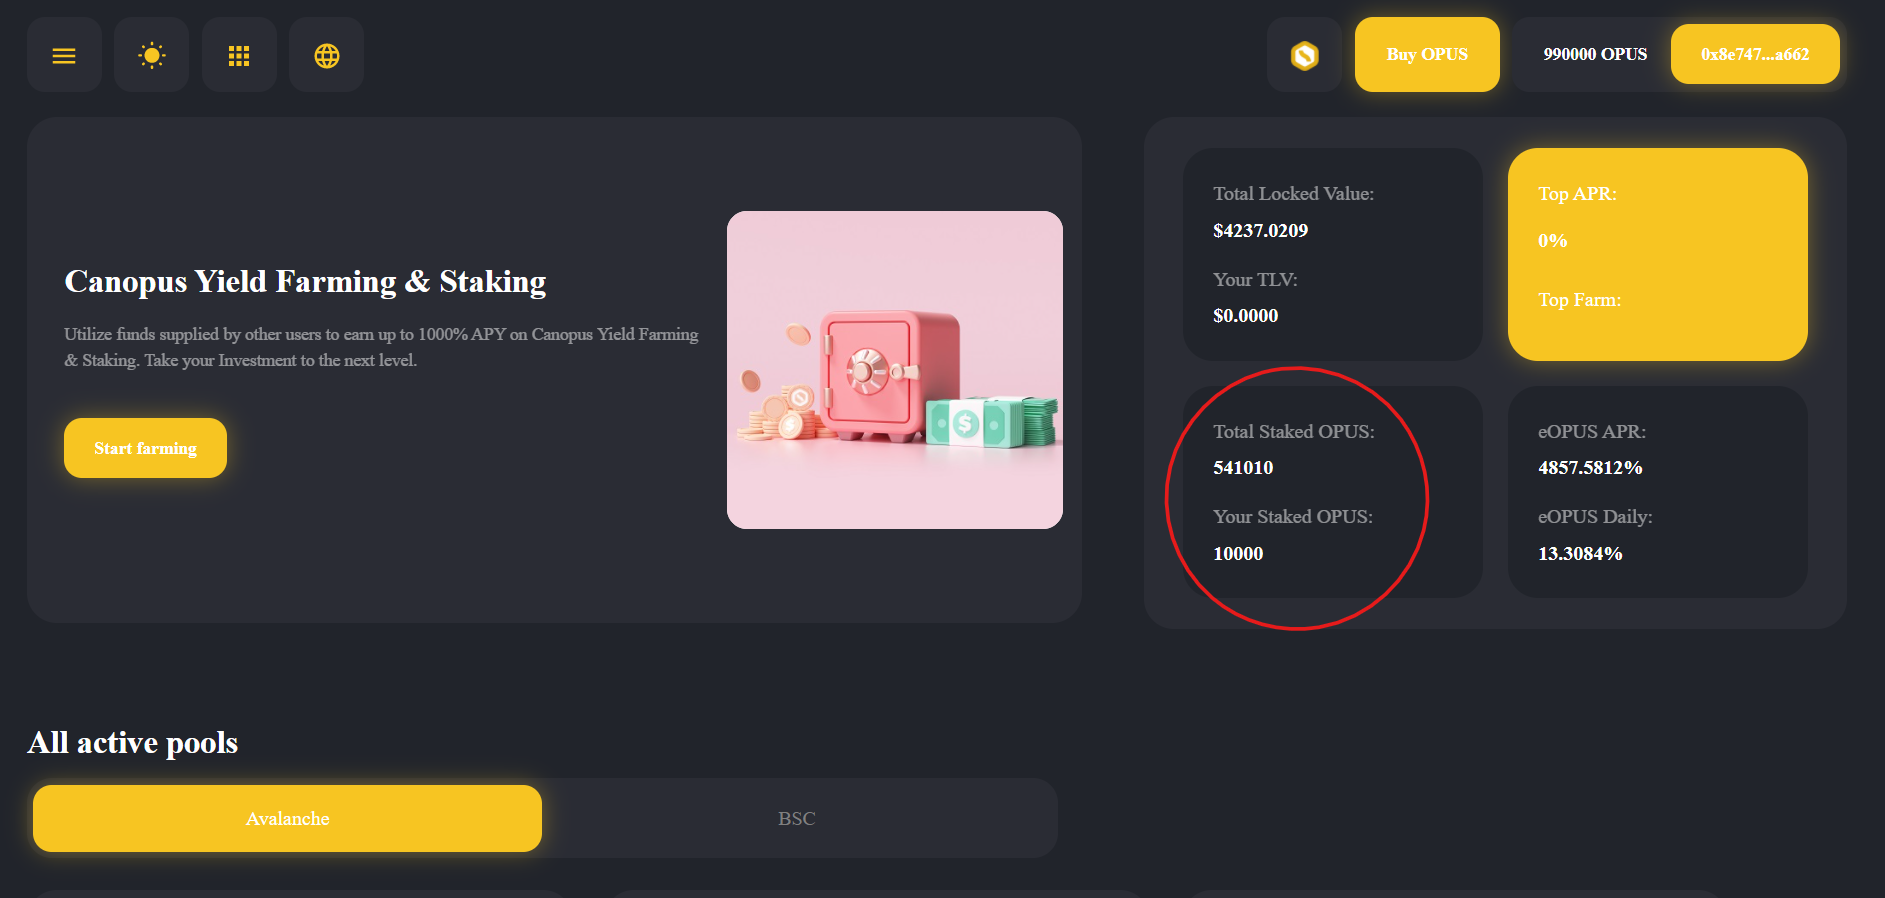 Buy OPUS
990000 OPUS
0x8e747...a662
Canopus Yield Farming & Staking
Utilize funds supplied by other users to earn up to 1000% APY on Canopus Yield Farming
& Staking. Take your Investment to the next level.
Start farming
Total Locked Value:
$4237.0209
Your TLV:
$0.0000
Top APR:
0%
Top Farm:
Total Staked OPUS:
541010
Your Staked OPUS:
10000
eOPUS APR:
4857.5812%
eOPUS Daily:
13.3084%
All active pools
Avalanche
BSC